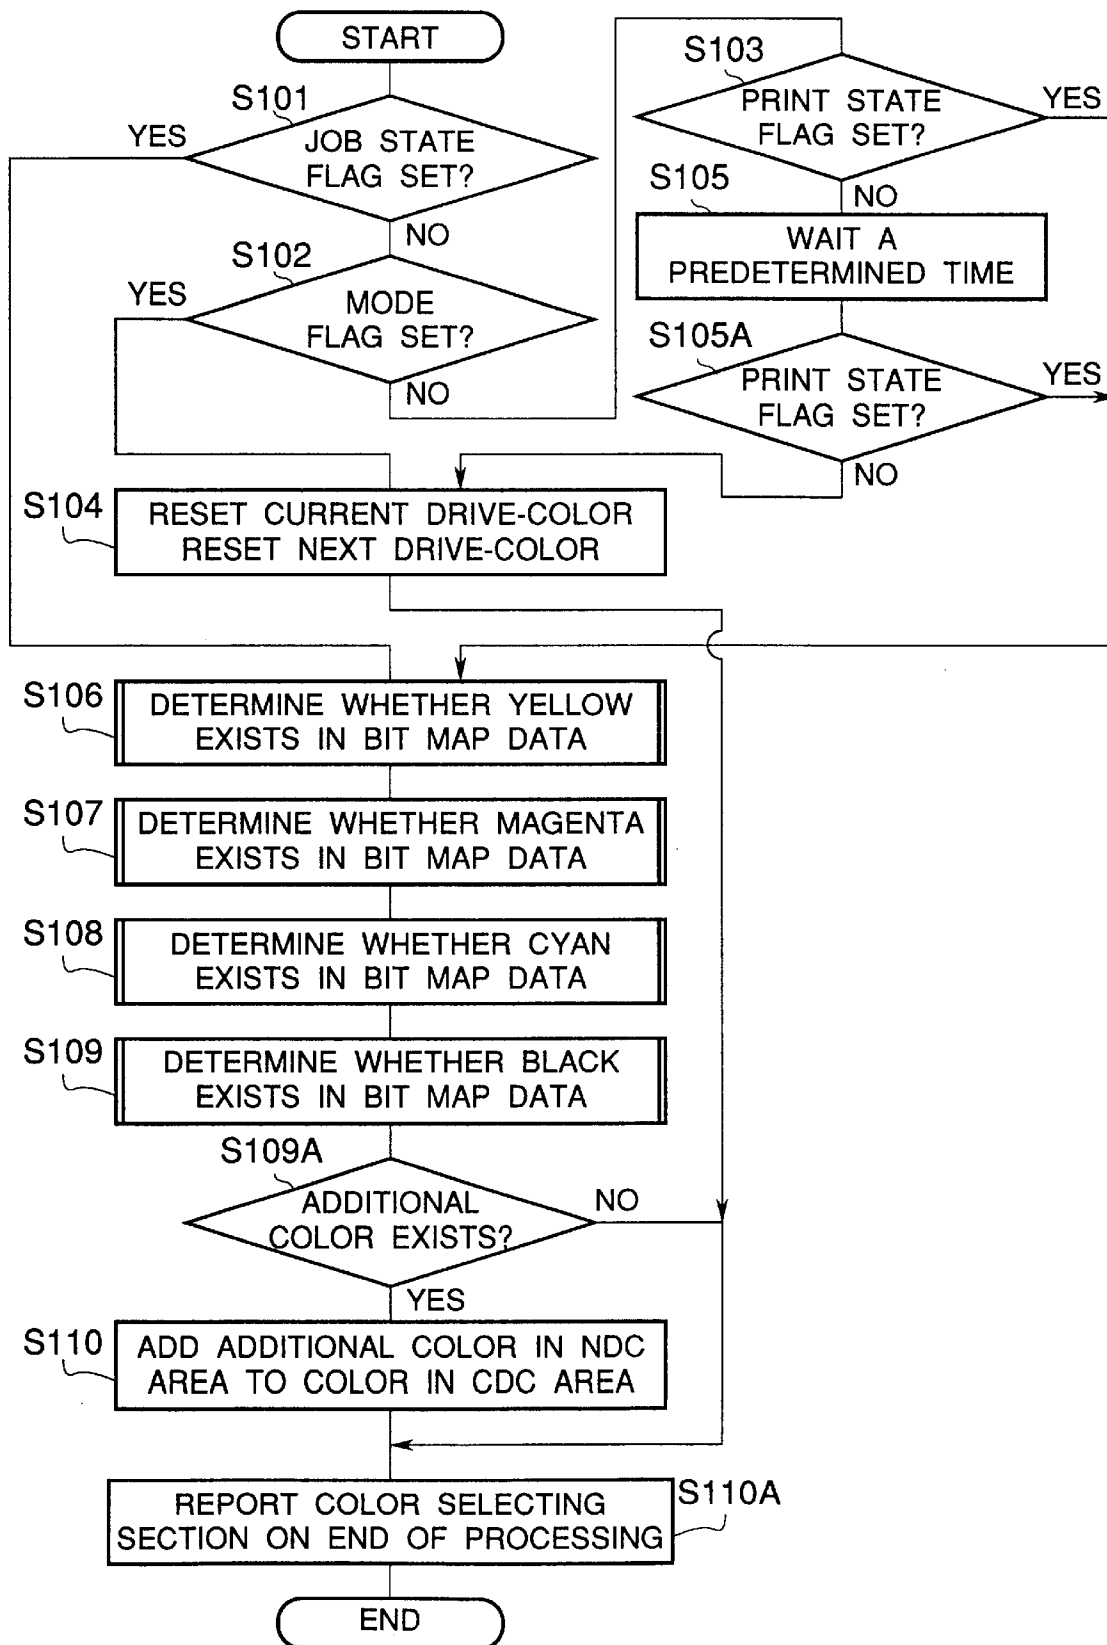 START
S101
YES
JOB STATE
FLAG SET?
NO
S102
YES
MODE
FLAG SET?
NO
S103
PRINT STATE
FLAG SET?
YES
NO
S105
WAIT A
PREDETERMINED TIME
S105A
PRINT STATE
FLAG SET?
YES
NO
S104
RESET CURRENT DRIVE-COLOR
RESET NEXT DRIVE-COLOR
S106
DETERMINE WHETHER YELLOW
EXISTS IN BIT MAP DATA
S107
DETERMINE WHETHER MAGENTA
EXISTS IN BIT MAP DATA
S108
DETERMINE WHETHER CYAN
EXISTS IN BIT MAP DATA
S109
DETERMINE WHETHER BLACK
EXISTS IN BIT MAP DATA
S109A
ADDITIONAL
COLOR EXISTS?
NO
YES
S110
ADD ADDITIONAL COLOR IN NDC
AREA TO COLOR IN CDC AREA
REPORT COLOR SELECTING
SECTION ON END OF PROCESSING
S110A
END